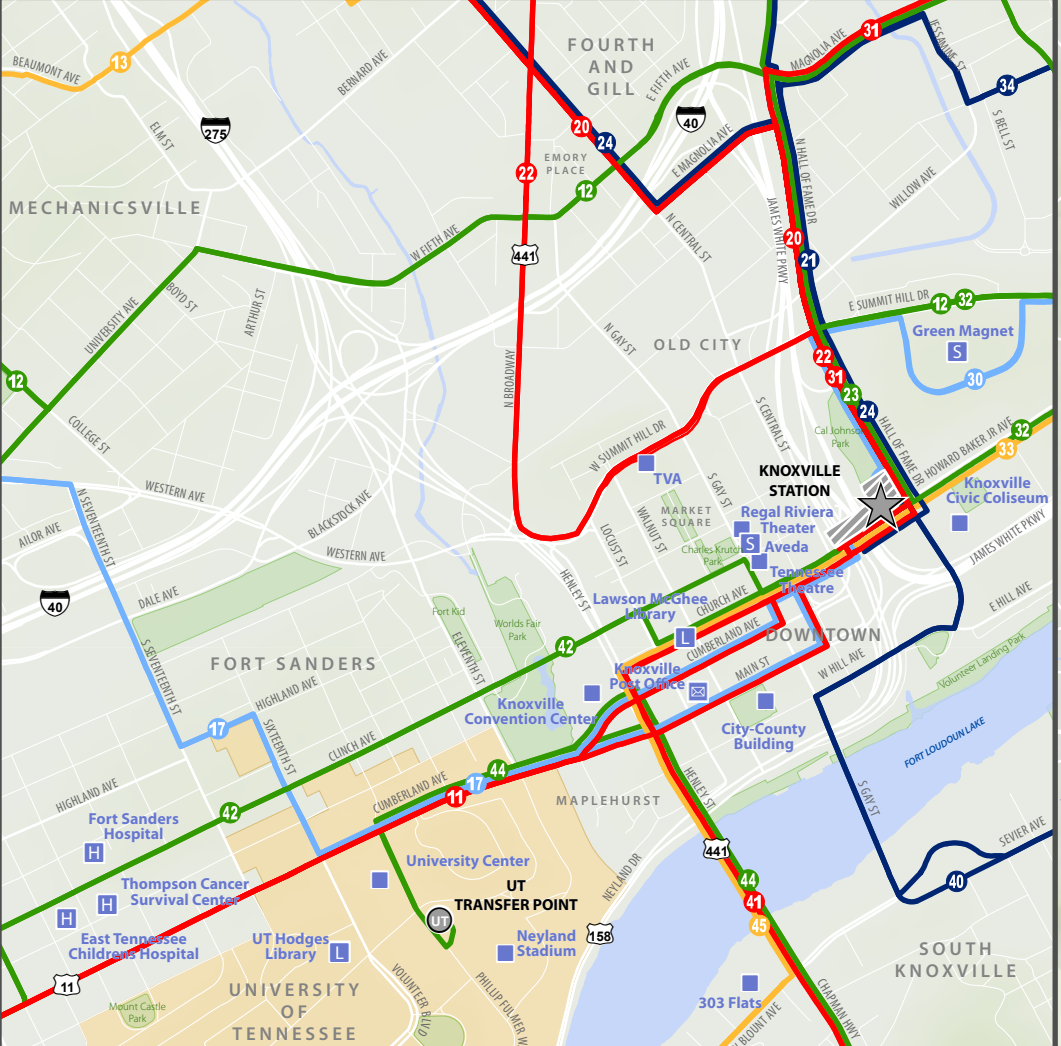 FOURTH
AND
GILL
31
MAGNOLIA AVE
JESSAMINE ST
13
BEAUMONT AVE
BERNARD AVE
E FIFTH AVE
34
S BELL ST
40
275
ELM ST
20
24
E MAGNOLIA AVE
N HALL OF FAME DR
EMORY
PLACE
22
12
WILLOW AVE
MECHANICSVILLE
JAMES WHITE PKWY
N CENTRAL ST
W FIFTH AVE
441
20
21
BOYD ST
ARTHUR ST
UNIVERSITY AVE
E SUMMIT HILL DR
12
32
Green Magnet
S
N GAY ST
OLD CITY
22
31
30
12
N BROADWAY
23
24
S CENTRAL ST
HALL OF FAME DR
Cal Johnson
Park
COLLEGE ST
W SUMMIT HILL DR
HOWARD BAKER JR AVE
32
33
TVA
KNOXVILLE
STATION
Knoxville
Civic Coliseum
N SEVENTEENTH ST
WESTERN AVE
BLACKSTOCK AVE
S GAY ST
MARKET
SQUARE
Regal Riviera
Theater
WALNUT ST
LOCUST ST
AILOR AVE
WESTERN AVE
S
Aveda
Charles Krutch
Park
JAMES WHITE PKWY
Tennessee
Theatre
HENLEY ST
40
DALE AVE
Fort Kid
Worlds Fair
Park
Lawson McGhee
Library
CHURCH AVE
E HILL AVE
L
CUMBERLAND AVE
DOWNTOWN
42
ELEVENTH ST
FORT SANDERS
S SEVENTEENTH ST
HIGHLAND AVE
Knoxville
Post Office
MAIN ST
W HILL AVE
Volunteer Landing Park
Knoxville
Convention Center
City-County
Building
17
SIXTEENTH ST
CLINCH AVE
FORT LOUDOUN LAKE
44
17
11
CUMBERLAND AVE
HIGHLAND AVE
42
MAPLEHURST
HENLEY ST
S GAY ST
SEVIER AVE
Fort Sanders
Hospital
H
441
University Center
UT
TRANSFER POINT
NEYLAND DR
44
41
45
40
Thompson Cancer
Survival Center
H
H
UT
158
East Tennessee
Childrens Hospital
UT Hodges
Library
L
Neyland
Stadium
SOUTH
KNOXVILLE
11
UNIVERSITY
OF
TENNESSEE
Mount Castle
Park
VOLUNTEER BLVD
PHILLIP FULMER W
303 Flats
CHAPMAN HWY
BLOUNT AVE